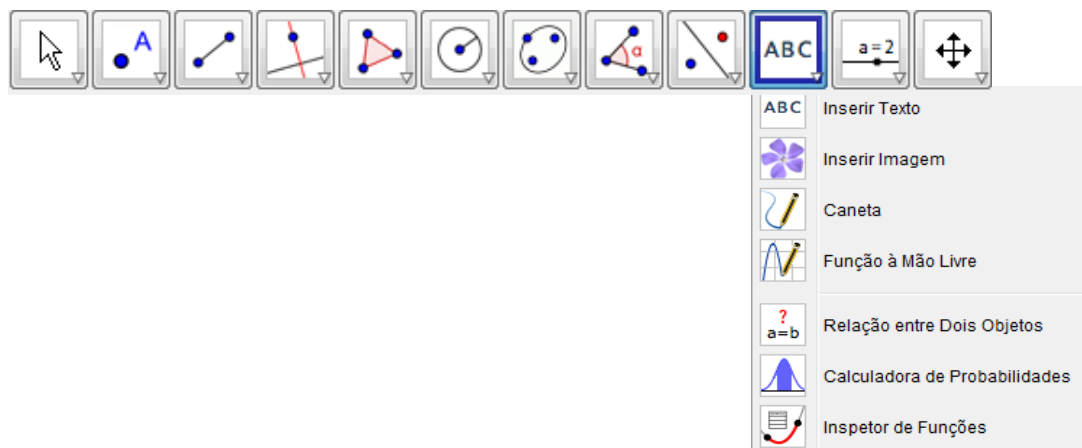 A
α
ABC
a=2
ABC Inserir Texto
Inserir Imagem
Caneta
Função à Mão Livre
?
a=b
Relação entre Dois Objetos
Calculadora de Probabilidades
Inspetor de Funções